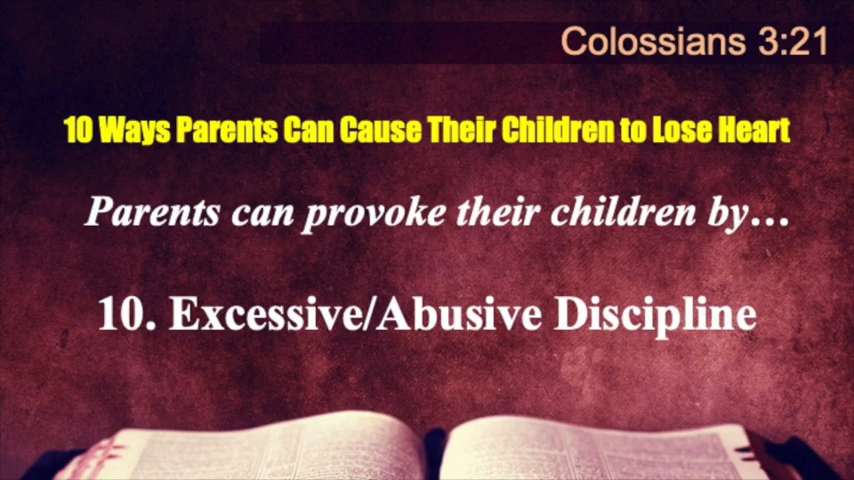 Colossians 3:21
10 Ways Parents Can Cause Their Children to Lose Heart
Parents can provoke their children by…
10. Excessive/Abusive Discipline